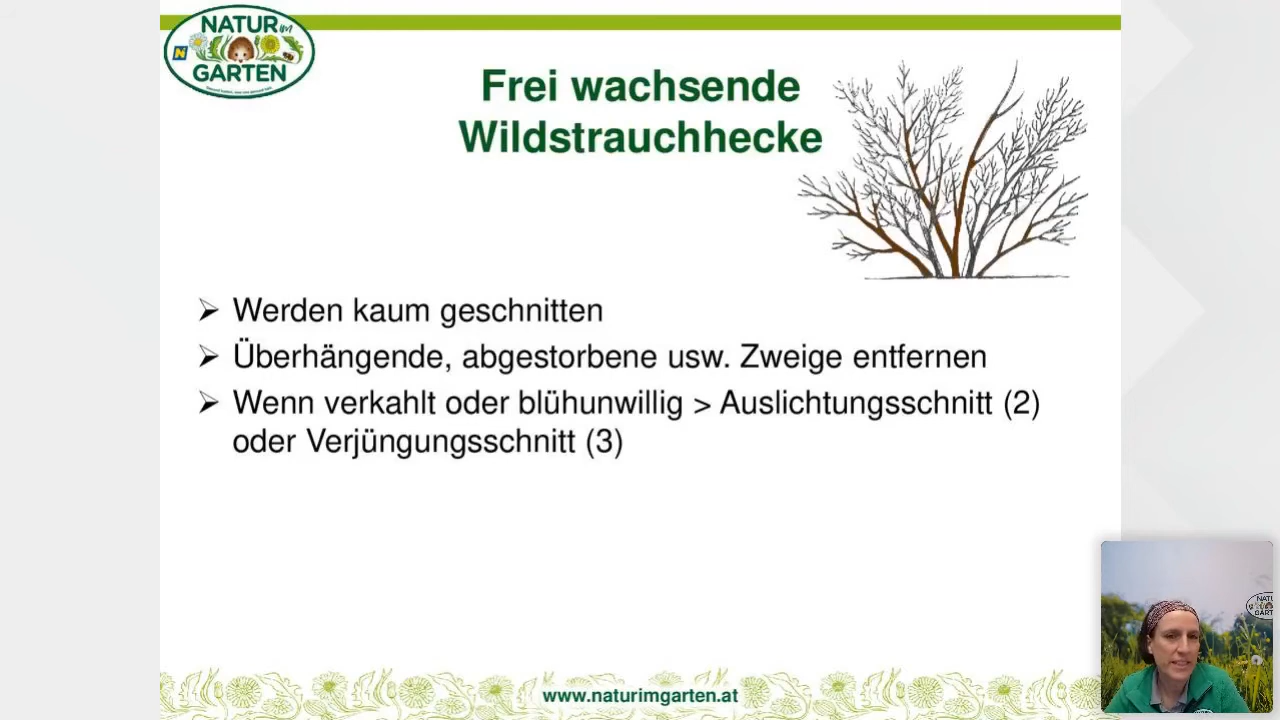 NATUR im
GARTEN
Frei wachsende
Wildstrauchhecke
➢ Werden kaum geschnitten
➢ Überhängende, abgestorbene usw. Zweige entfernen
➢ Wenn verkahlt oder blühunwillig > Auslichtungsschnitt (2)
oder Verjüngungsschnitt (3)
www.naturimgarten.at